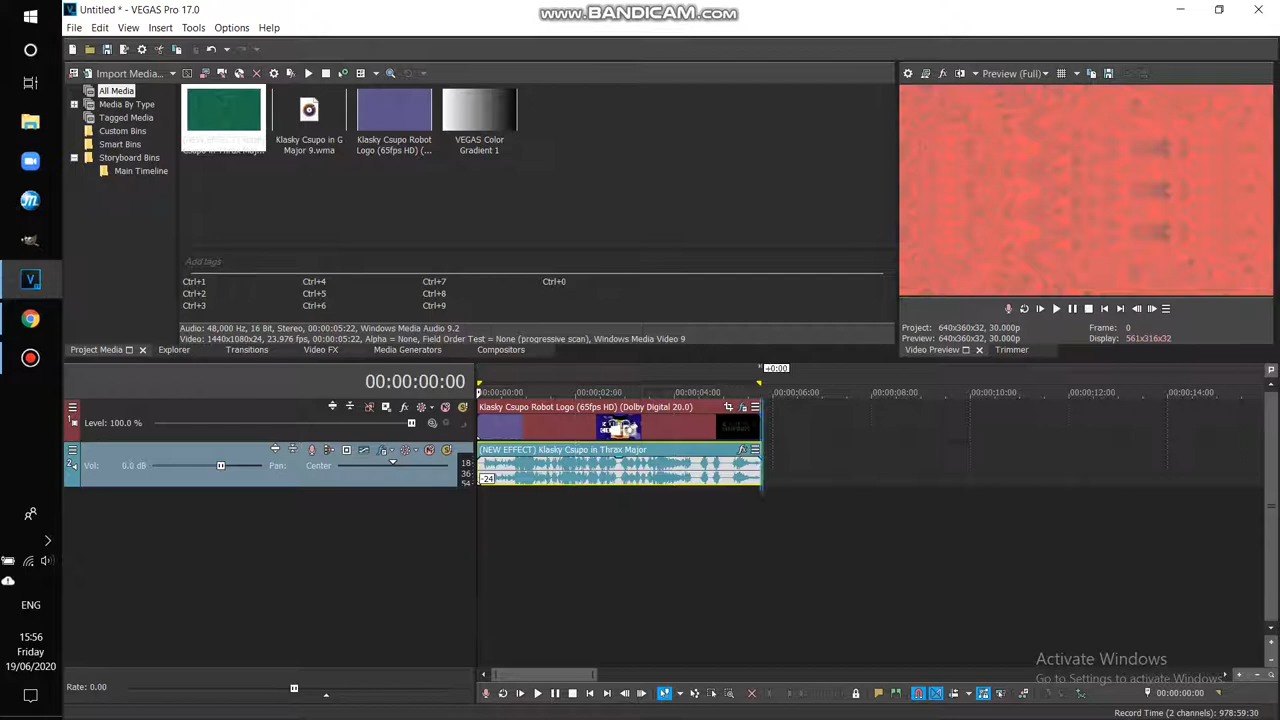 Untitled * - VEGAS Pro 17.0
www.BANDICAM.com
File Edit View Insert Tools Options Help
Import Media...
Preview (Full)
All Media
Media By Type
Tagged Media
Custom Bins
Smart Bins
Storyboard Bins
Main Timeline
Klasky Csupo in G
Major 9.wma
Klasky Csupo Robot
Logo (65fps HD) (...
VEGAS Color
Gradient 1
Add tags
Ctrl+1 Ctrl+4 Ctrl+7 Ctrl+0
Ctrl+2 Ctrl+5 Ctrl+8
Ctrl+3 Ctrl+6 Ctrl+9
Audio: 48,000 Hz, 16 Bit, Stereo, 00:00:05:22, Windows Media Audio 9.2
Video: 1440x1080x24, 23.976 fps, Alpha = None, Field Order Test = None (progressive scan), Windows Media Video 9
Project: 640x360x32, 30.000p Frame: 0
Preview: 640x360x32, 30.000p Display: 561x316x32
Project Media Explorer Transitions Video FX Media Generators Compositors
Video Preview Trimmer
+0:00
00:00:00:00
00:00:00:00 00:00:02:00 00:00:04:00 00:00:06:00 00:00:08:00 00:00:10:00 00:00:12:00 00:00:14:00
1
Level: 100.0 %
Klasky Csupo Robot Logo (65fps HD) (Dolby Digital 20.0)
2
Vol: 0.0 dB Pan: Center
18
36
54
(NEW EFFECT) Klasky Csupo in Thrax Major
-24
ENG
15:56
Friday
19/06/2020
Activate Windows
Go to Settings to activate Windows.
Rate: 0.00
00:00:00:00
Record Time (2 channels): 978:59:30